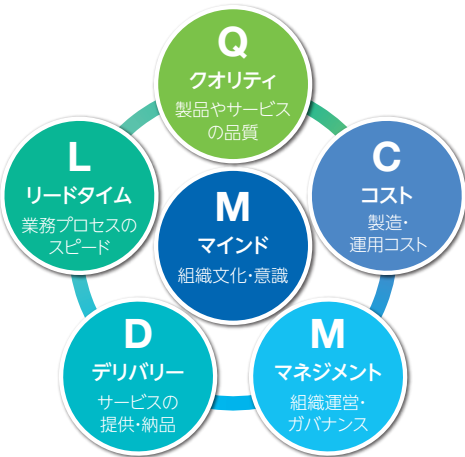 Q
クオリティ
製品やサービス
の品質
L
リードタイム
業務プロセスの
スピード
C
コスト
製造・
運用コスト
M
マインド
組織文化・意識
D
デリバリー
サービスの
提供・納品
M
マネジメント
組織運営・
ガバナンス